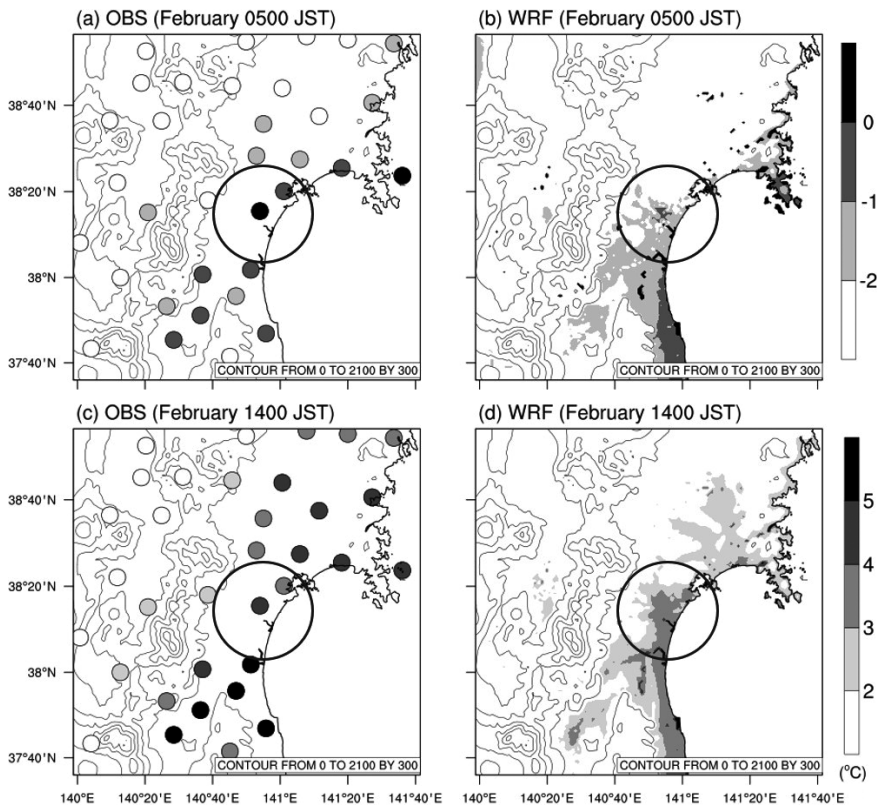 (a) OBS (February 0500 JST)
(b) WRF (February 0500 JST)
38°40'N
38°20'N
38°N
37°40'N
CONTOUR FROM 0 TO 2100 BY 300
CONTOUR FROM 0 TO 2100 BY 300
0
-1
-2
(c) OBS (February 1400 JST)
(d) WRF (February 1400 JST)
38°40'N
38°20'N
38°N
37°40'N
CONTOUR FROM 0 TO 2100 BY 300
CONTOUR FROM 0 TO 2100 BY 300
5
4
3
2
(°C)
140°E 140°20'E 140°40'E 141°E 141°20'E 141°40'E
140°E 140°20'E 140°40'E 141°E 141°20'E 141°40'E